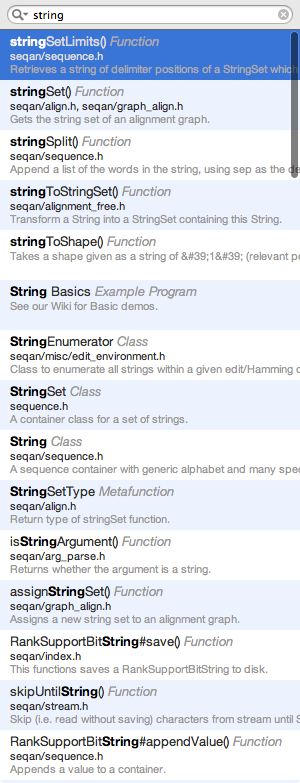 string
stringSetLimits() Function
seqan/sequence.h
Retrieves a string of delimiter positions of a StringSet which
stringSet() Function
seqan/align.h, seqan/graph_align.h
Gets the string set of an alignment graph.
stringSplit() Function
seqan/sequence.h
Append a list of the words in the string, using sep as the de
stringToStringSet() Function
seqan/alignment_free.h
Transform a String into a StringSet containing this String.
stringToShape() Function
Takes a shape given as a string of &#39;1&#39; (relevant po
String Basics Example Program
See our Wiki for Basic demos.
StringEnumerator Class
seqan/misc/edit_environment.h
Class to enumerate all strings within a given edit/Hamming d
StringSet Class
sequence.h
A container class for a set of strings.
String Class
seqan/sequence.h
A sequence container with generic alphabet and many spec
StringSetType Metafunction
seqan/align.h
Return type of stringSet function.
isStringArgument() Function
seqan/arg_parse.h
Returns whether the argument is a string.
assignStringSet() Function
seqan/graph_align.h
Assigns a new string set to an alignment graph.
RankSupportBitString#save() Function
seqan/index.h
This functions saves a RankSupportBitString to disk.
skipUntilString() Function
seqan/stream.h
Skip (i.e. read without saving) characters from stream until S
RankSupportBitString#appendValue() Function
seqan/sequence.h
Appends a value to a container.